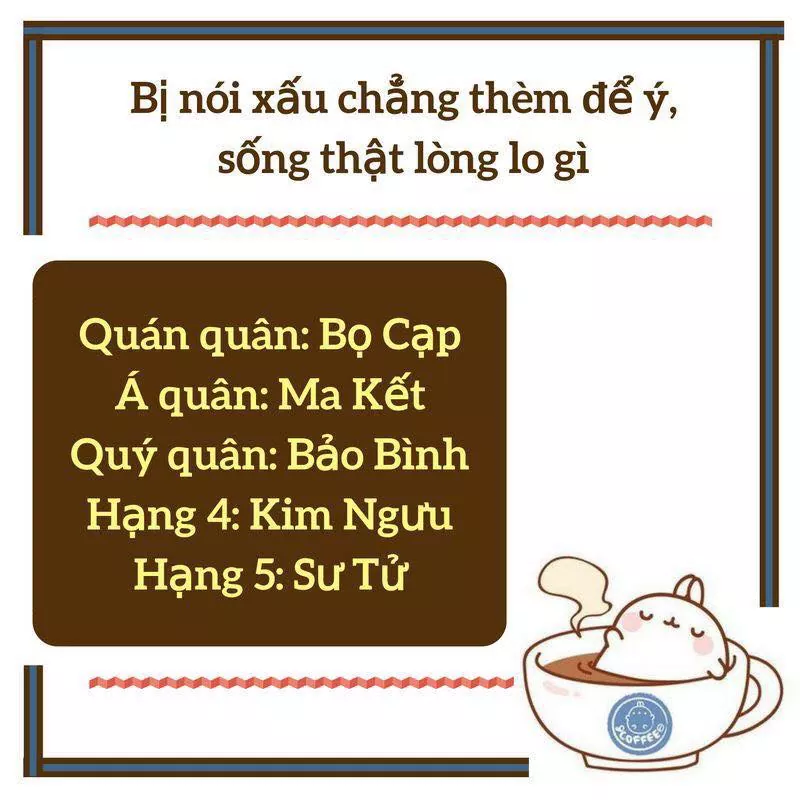 Bị nói xấu chẳng thèm để ý,
sống thật lòng lo gì
Quán quân: Bọ Cạp
Á quân: Ma Kết
Quý quân: Bảo Bình
Hạng 4: Kim Ngưu
Hạng 5: Sư Tử
COFFEE